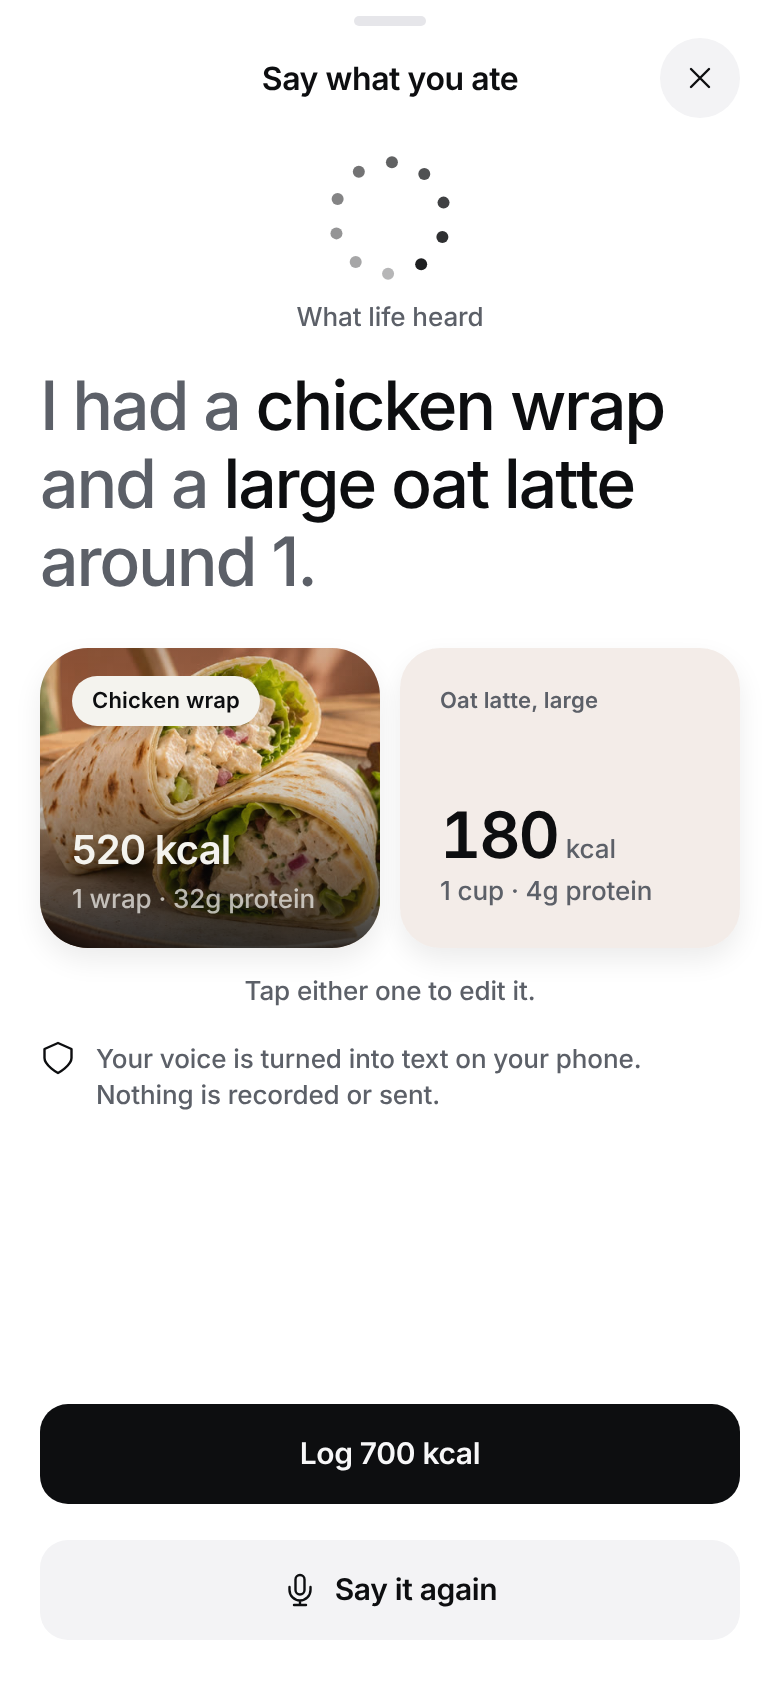 Say what you ate
What life heard
I had a chicken wrap
and a large oat latte
around 1.
Chicken wrap
520 kcal
1 wrap · 32g protein
Oat latte, large
180 kcal
1 cup · 4g protein
Tap either one to edit it.
Your voice is turned into text on your phone.
Nothing is recorded or sent.
Log 700 kcal
Say it again